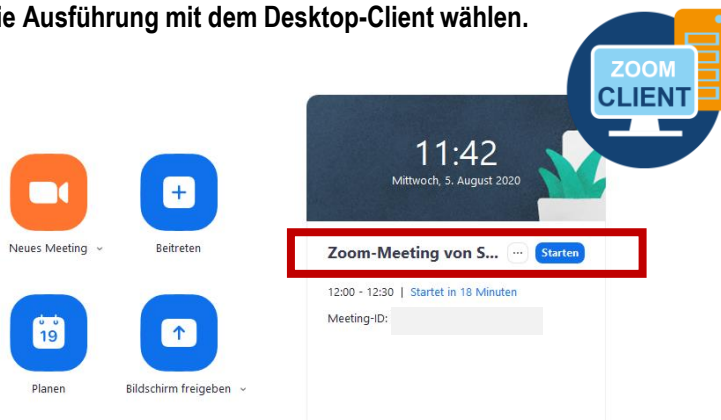 ie Ausführung mit dem Desktop-Client wählen.
ZOOM
CLIENT
11:42
Mittwoch, 5. August 2020
Neues Meeting
Beitreten
Zoom-Meeting von S... ... Starten
12:00 - 12:30 | Startet in 18 Minuten
Meeting-ID:
19
Planen
Bildschirm freigeben